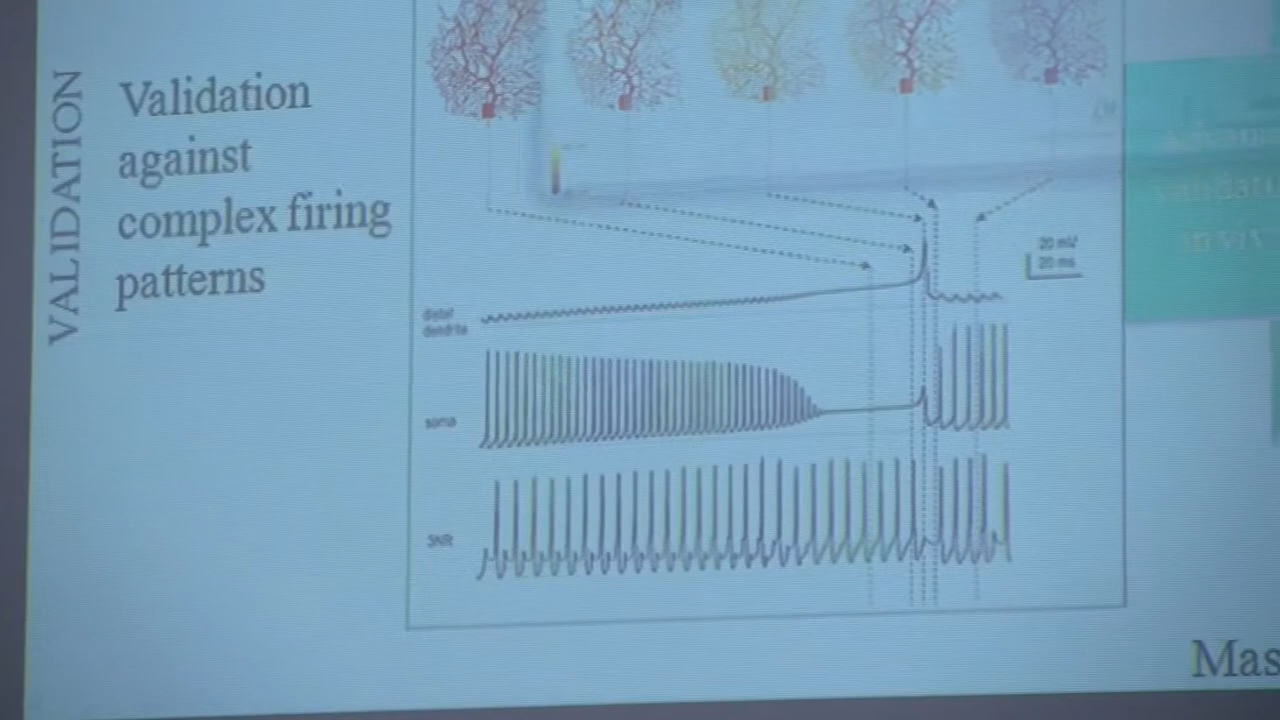 VALIDATION
Validation
against
complex firing
patterns
20 mV
20 ms
distal
dendrite
soma
Mas